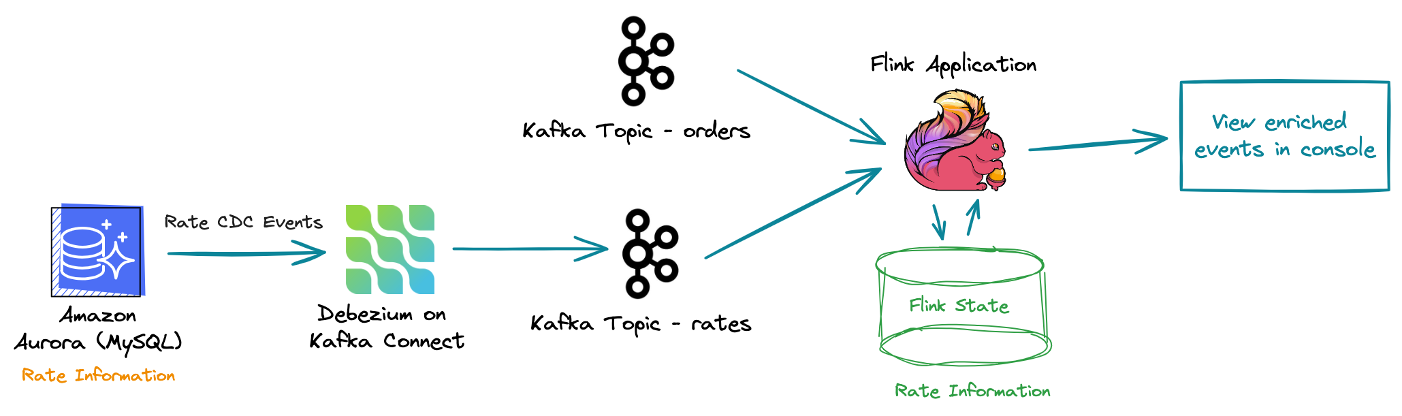 Kafka Topic - orders
Flink Application
View enriched
events in console
Rate CDC Events
Amazon
Aurora (MySQL)
Rate Information
Debezium on
Kafka Connect
Kafka Topic - rates
Flink State
Rate Information